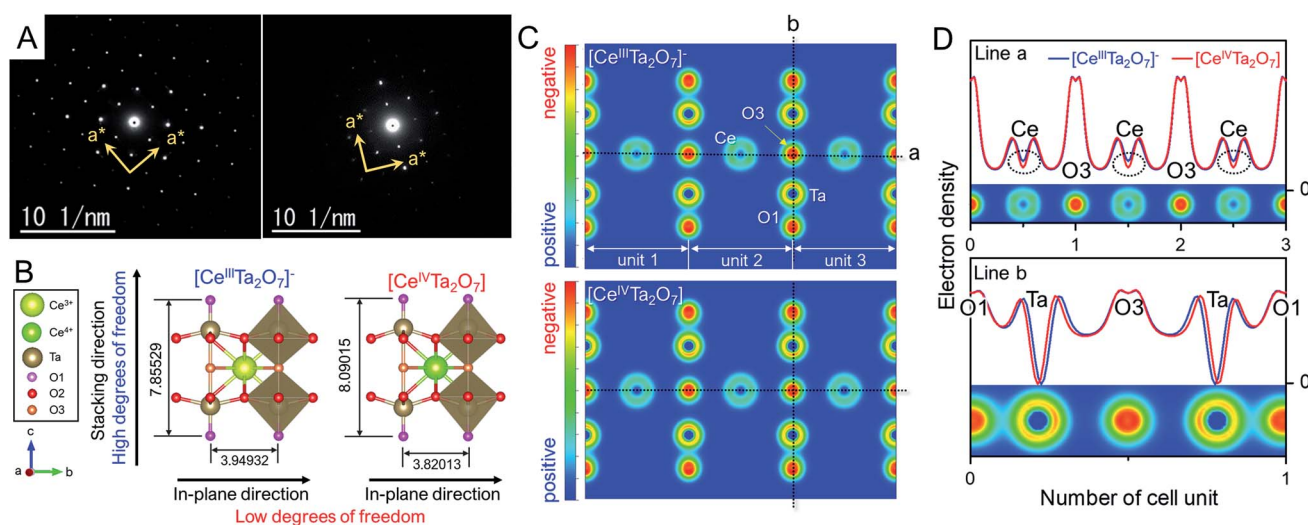 A
a*
a*
10 1/nm
a*
a*
10 1/nm
B
[CeIIITa2O7]-
[CeIVTa2O7]
Ce3+
Ce4+
Ta
O1
O2
O3
c
a
b
Stacking direction
High degrees of freedom
7.85529
8.09015
3.94932
3.82013
In-plane direction
In-plane direction
Low degrees of freedom
C
b
negative
positive
[CeIIITa2O7]-
O3
Ce
a
Ta
O1
unit 1
unit 2
unit 3
negative
positive
[CeIVTa2O7]
D
Electron density
Line a
[CeIIITa2O7]-
[CeIVTa2O7]
Ce
Ce
Ce
O3
O3
0
0
1
2
3
Line b
O1
Ta
O3
Ta
O1
0
0
1
Number of cell unit